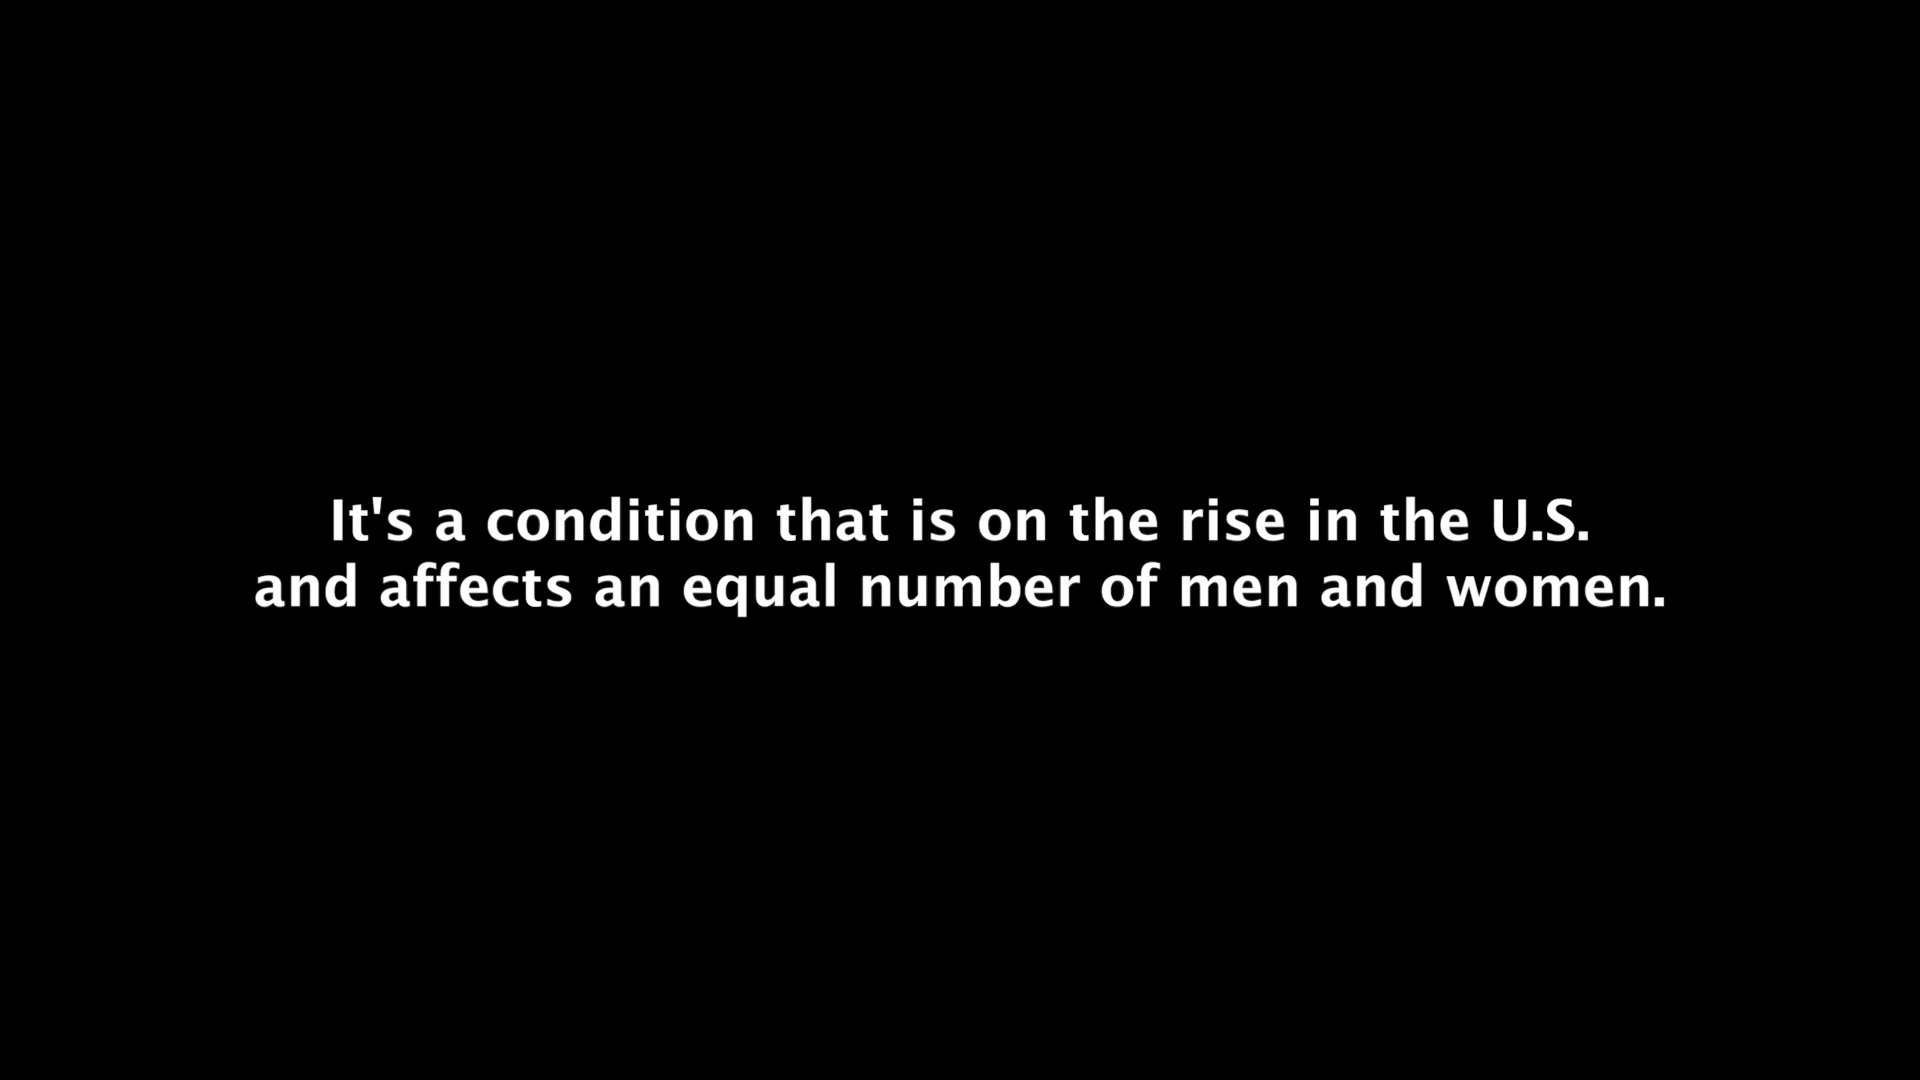 It's a condition that is on the rise in the U.S.
and affects an equal number of men and women.